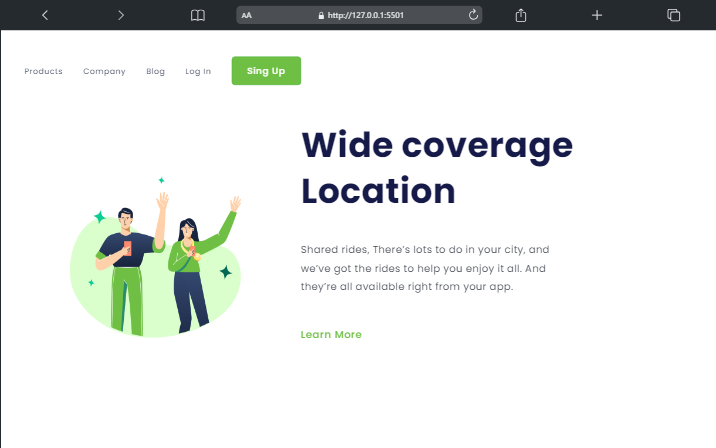 AA http://127.0.0.1:5501
Products Company Blog Log In Sing Up
Wide coverage
Location
Shared rides, There's lots to do in your city, and
we've got the rides to help you enjoy it all. And
they're all available right from your app.
Learn More